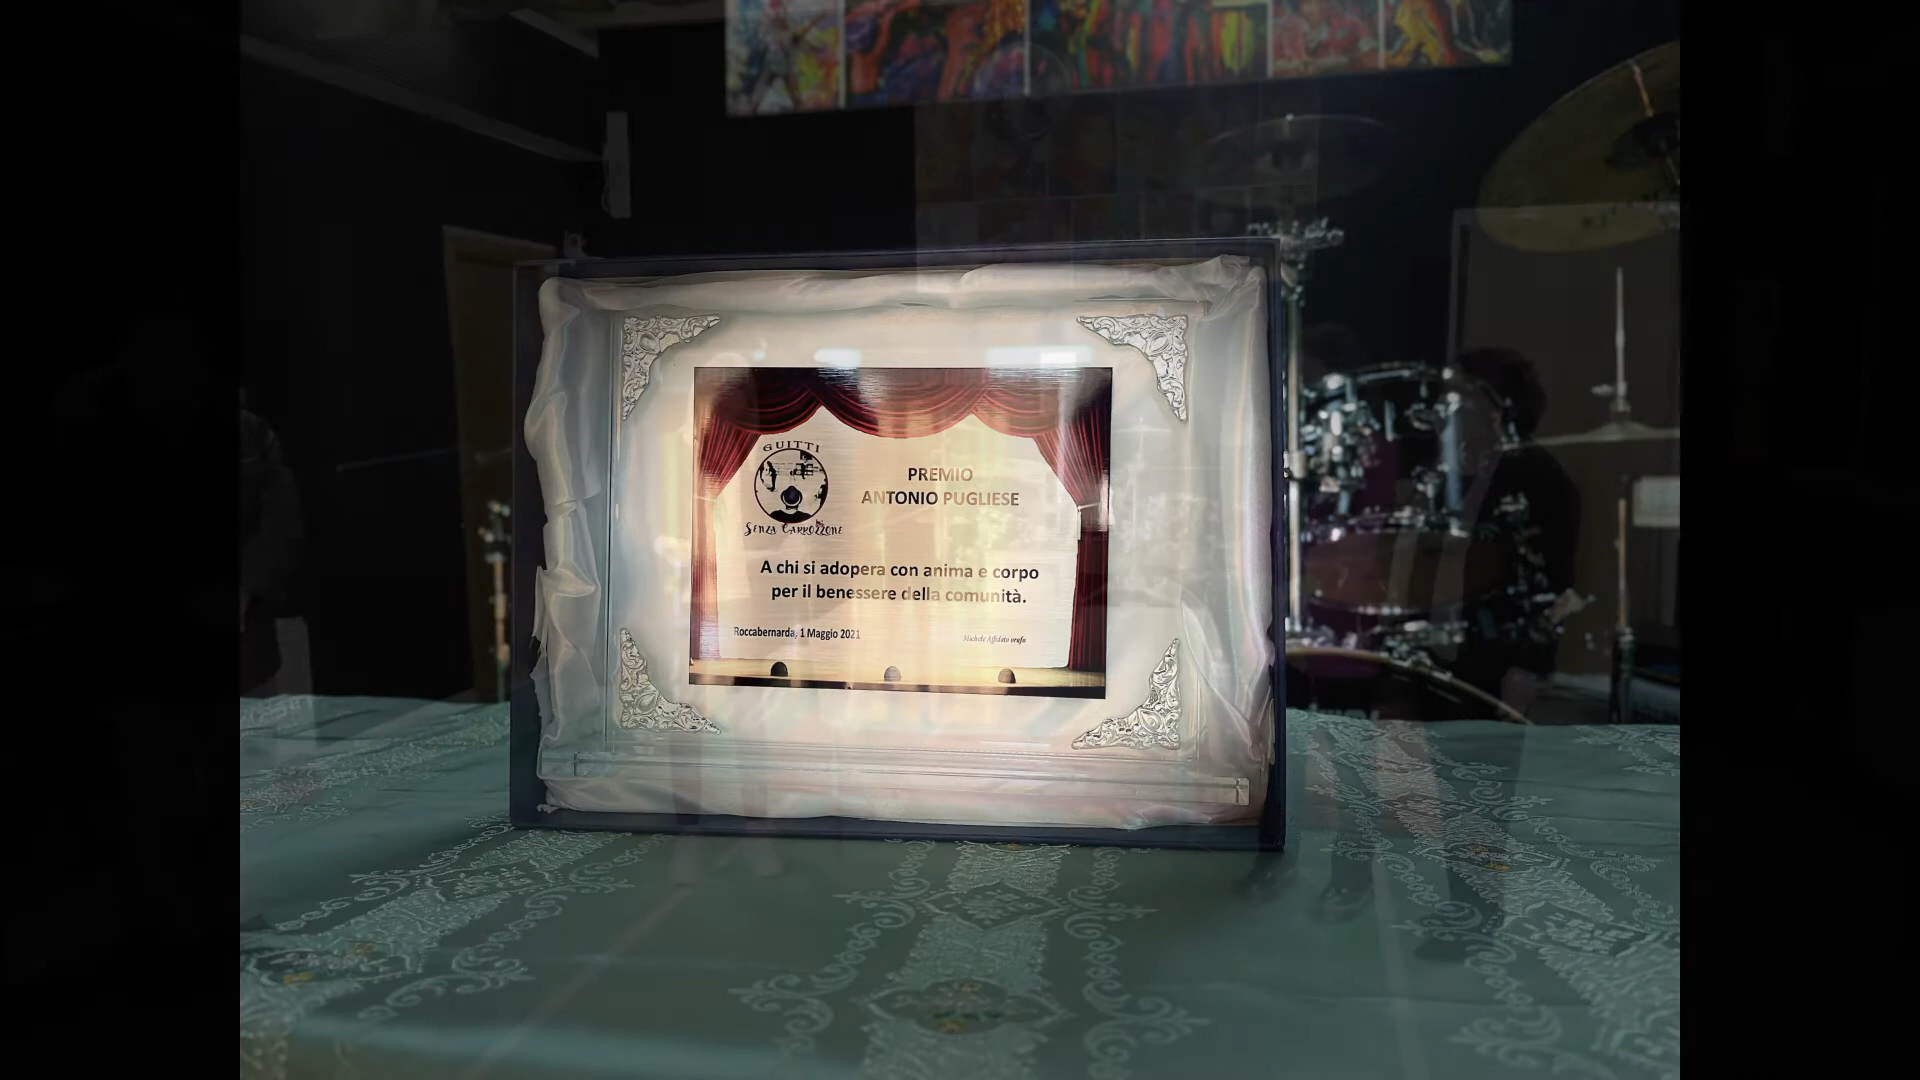 GUITTI
SENZA CARROZZONE
PREMIO
ANTONIO PUGLIESE
A chi si adopera con anima e corpo
per il benessere della comunità.
Roccabernarda, 1 Maggio 2021
Michele Affidato orafo